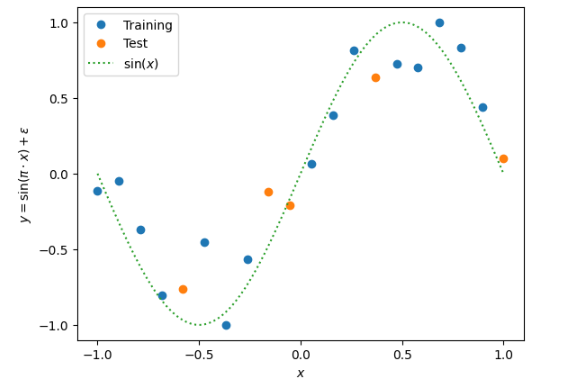 Training
Test
sin(x)
1.0
0.5
0.0
−0.5
−1.0
y = sin(π · x) + ε
−1.0 −0.5 0.0 0.5 1.0
x